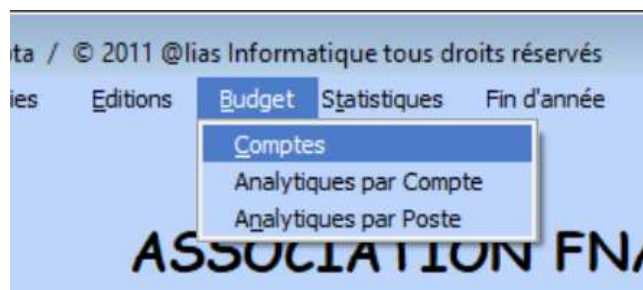 ta / © 2011 @lias Informatique tous droits réservés
ies Editions Budget Statistiques Fin d'année
Comptes
Analytiques par Compte
Analytiques par Poste
ASSOCIATION FNA